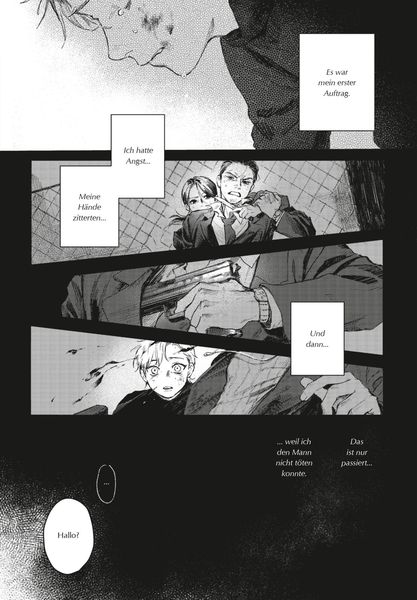 Es war
mein erster
Auftrag.
Ich hatte
Angst...
Meine
Hände
zitterten...
Und
dann...
Das
ist nur
passiert...
... weil ich
den Mann
nicht töten
konnte.
...
Hallo?